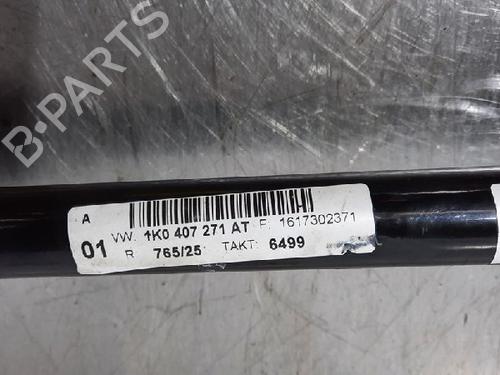 B-PARTS
A
01 VW: 1K0 407 271 AT F: 1617302371
R 765/25 TAKT: 6499